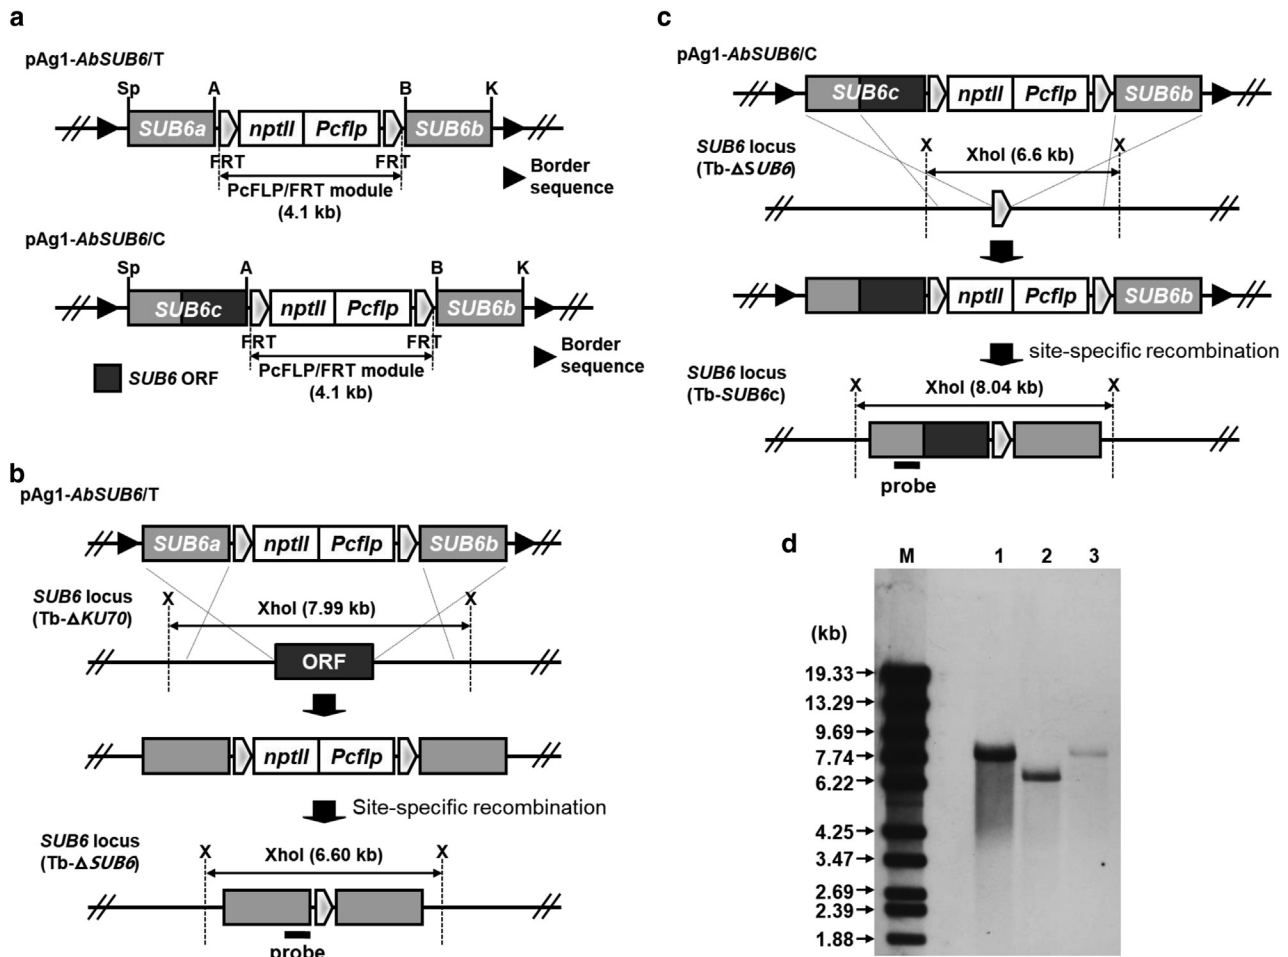 a
pAg1-AbSUB6/T
Sp A B K
SUB6a nptII Pcflp SUB6b
FRT FRT
PcFLP/FRT module
(4.1 kb)
Border
sequence
pAg1-AbSUB6/C
Sp A B K
SUB6c nptII Pcflp SUB6b
FRT FRT
PcFLP/FRT module
(4.1 kb)
Border
sequence
SUB6 ORF
b
pAg1-AbSUB6/T
SUB6a nptII Pcflp SUB6b
SUB6 locus
(Tb-ΔKU70)
X XhoI (7.99 kb) X
ORF
nptII Pcflp
Site-specific recombination
SUB6 locus
(Tb-ΔSUB6)
X XhoI (6.60 kb) X
probe
c
pAg1-AbSUB6/C
SUB6c nptII Pcflp SUB6b
SUB6 locus
(Tb-ΔSUB6)
X XhoI (6.6 kb) X
nptII Pcflp SUB6b
site-specific recombination
SUB6 locus
(Tb-SUB6c)
X XhoI (8.04 kb) X
probe
d
M 1 2 3
(kb)
19.33
13.29
9.69
7.74
6.22
4.25
3.47
2.69
2.39
1.88